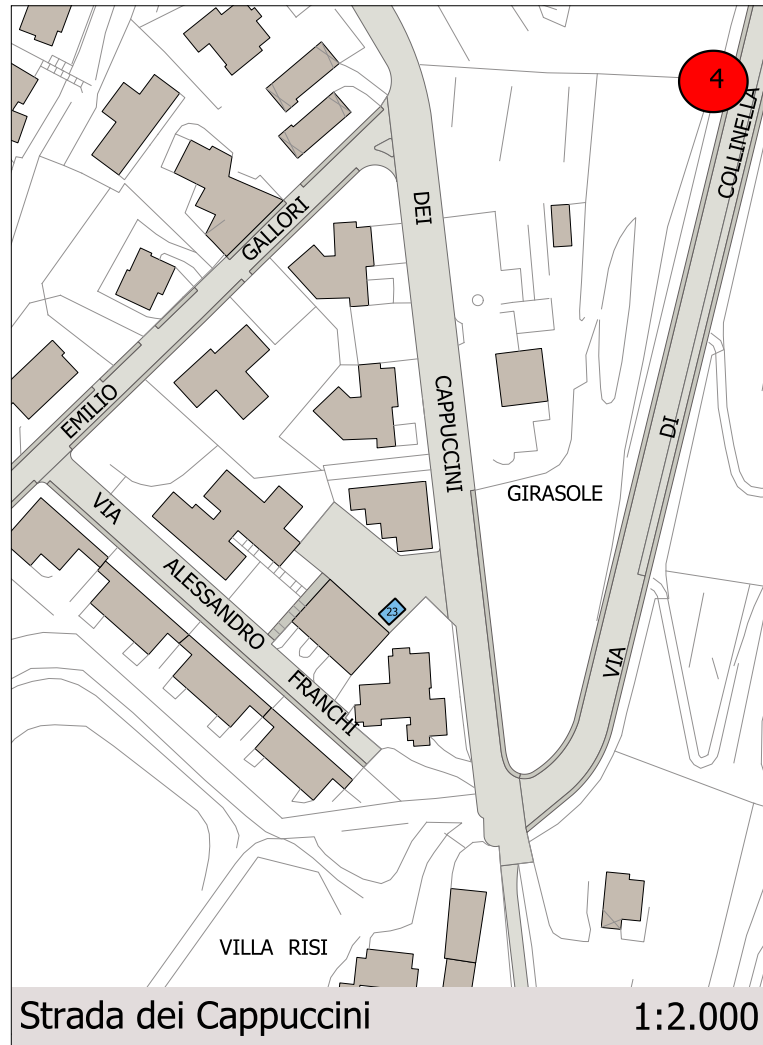 4
COLLINELLA
DEI
GALLORI
EMILIO
CAPPUCCINI
DI
GIRASOLE
VIA
ALESSANDRO
23
FRANCHI
VIA
VILLA RISI
Strada dei Cappuccini 1:2.000